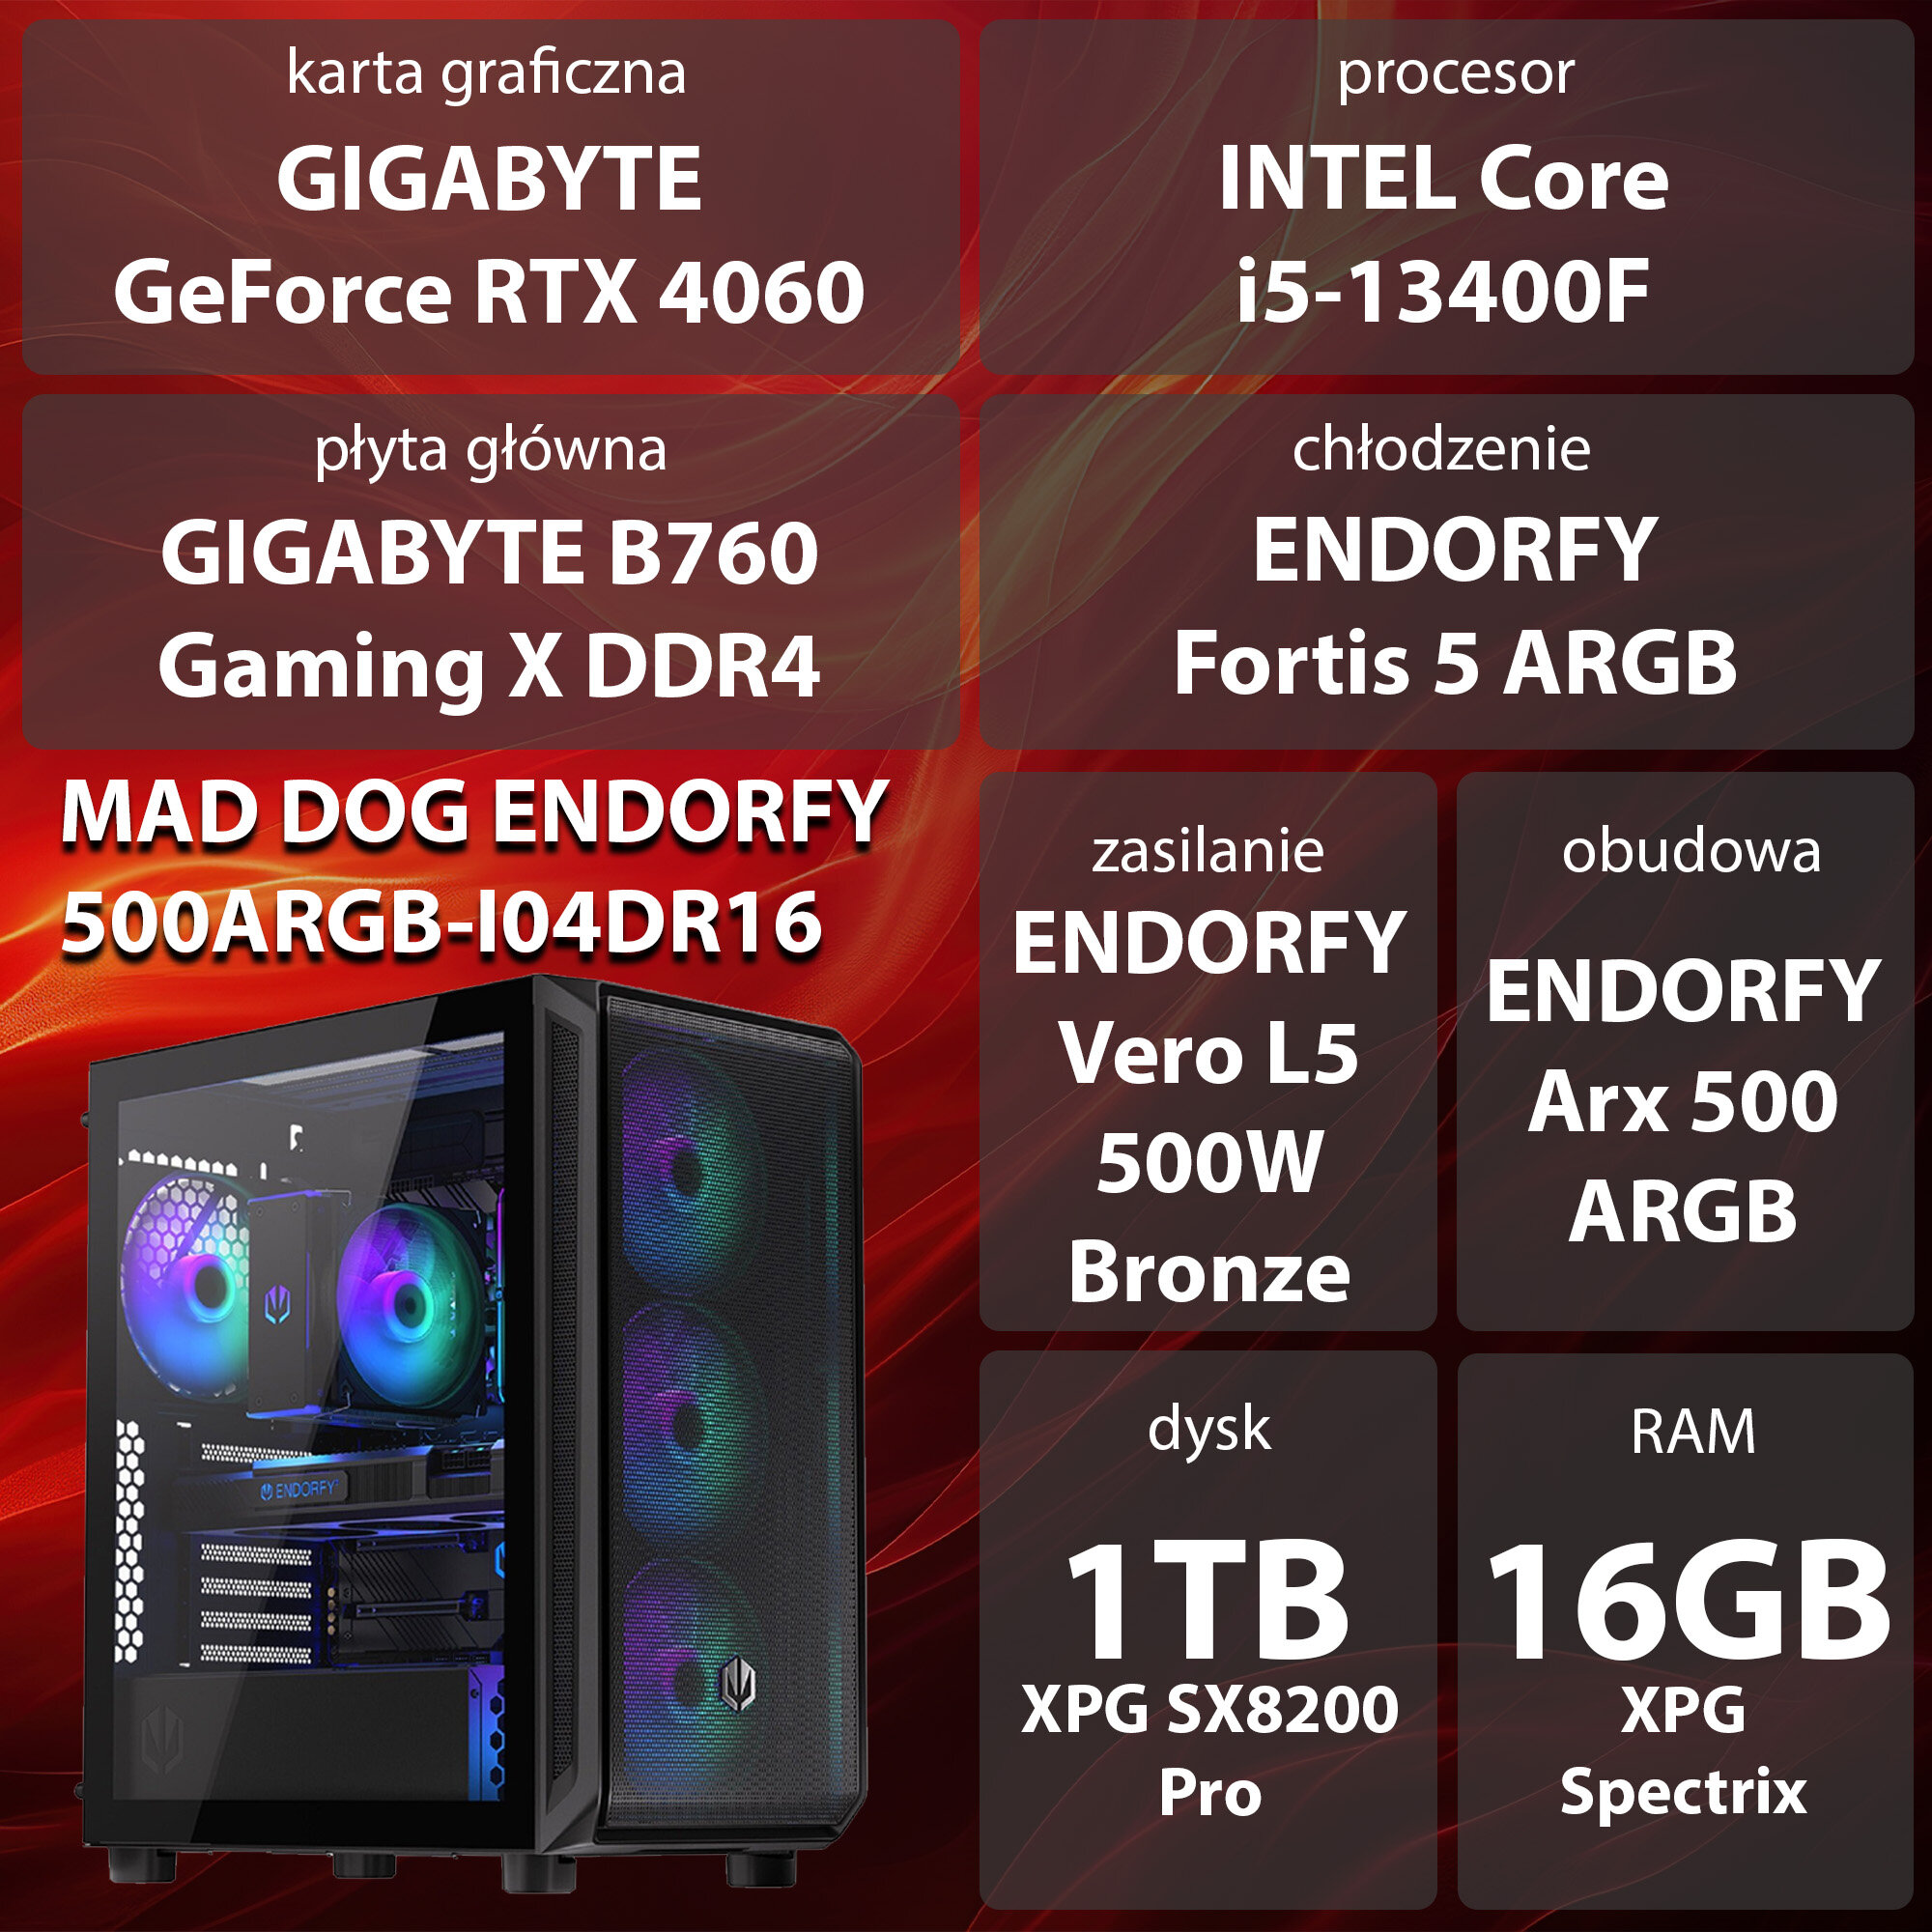 karta graficzna
GIGABYTE
GeForce RTX 4060
procesor
INTEL Core
i5-13400F
płyta główna
GIGABYTE B760
Gaming X DDR4
chłodzenie
ENDORFY
Fortis 5 ARGB
MAD DOG ENDORFY
500ARGB-I04DR16
ENDORFY
zasilanie
ENDORFY
Vero L5
500W
Bronze
obudowa
ENDORFY
Arx 500
ARGB
dysk
1TB
XPG SX8200
Pro
RAM
16GB
XPG
Spectrix